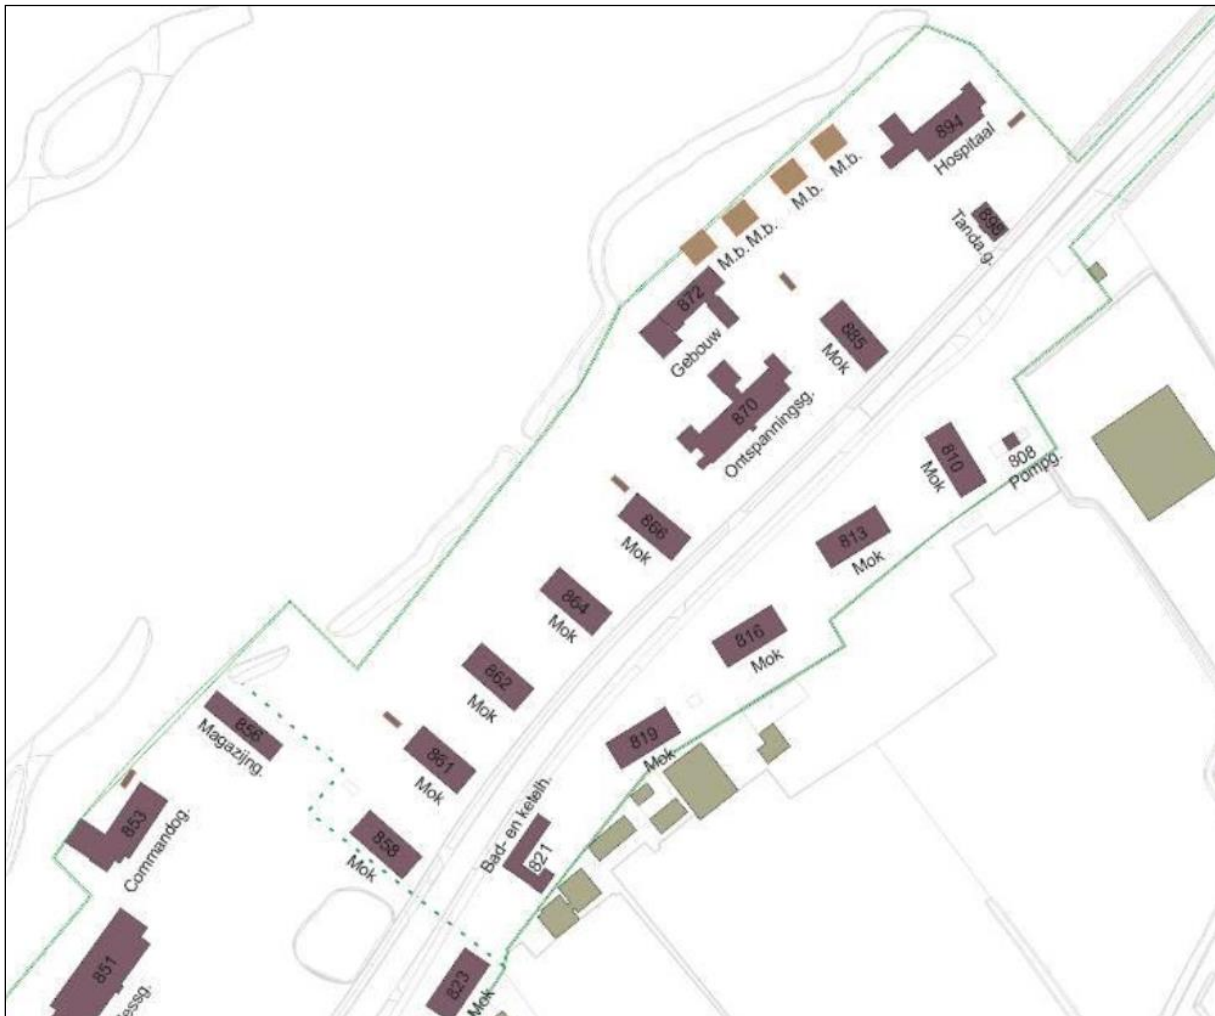 894
Hospitaal
M.b.
M.b.
M.b.
M.b.
898
Tanda.g.
872
Gebouw
885
Mok
870
Ontspanningsg.
810
Mok
808
Pompg.
866
Mok
813
Mok
864
Mok
816
Mok
862
Mok
856
Magazijng.
861
Mok
819
Mok
853
Commandog.
858
Mok
Bad- en ketelh.
821
851
essg.
823
Mok